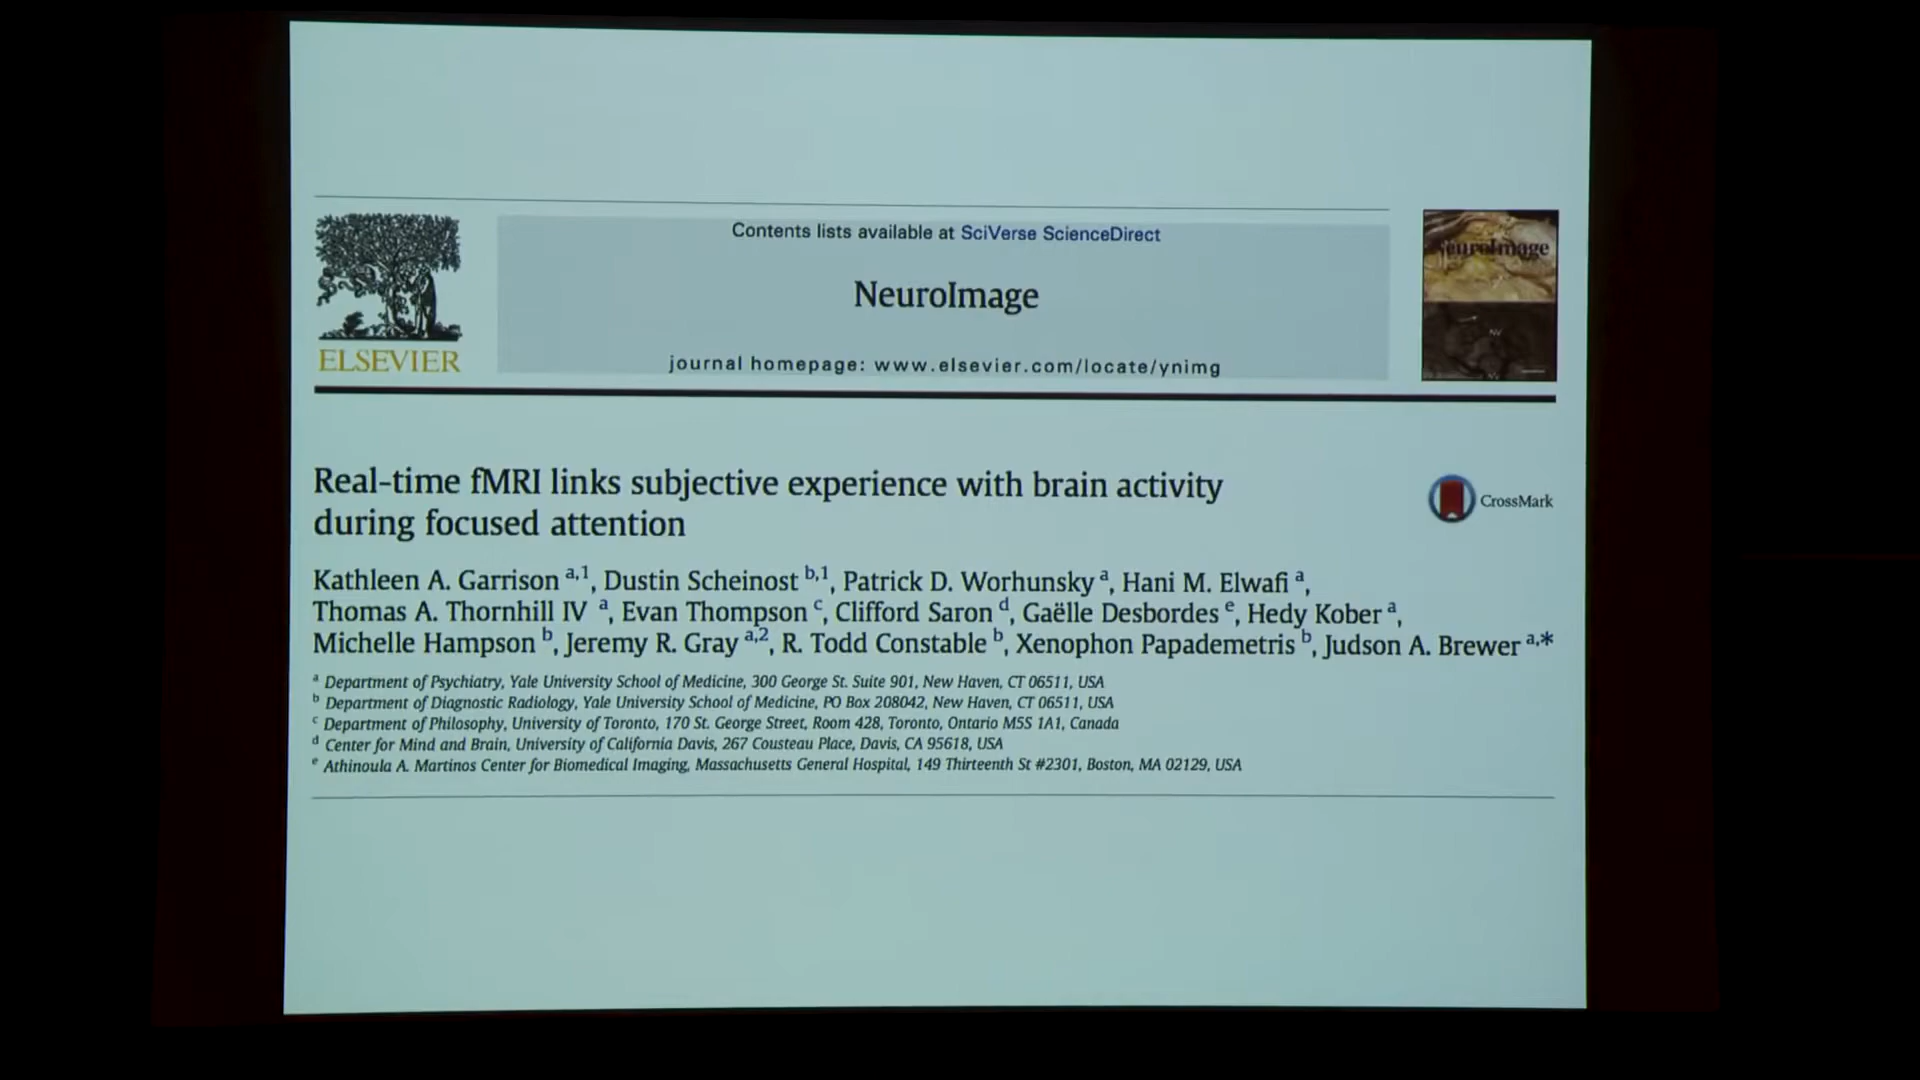 Contents lists available at SciVerse ScienceDirect
NeuroImage
journal homepage: www.elsevier.com/locate/ynimg
ELSEVIER
NeuroImage
Real-time fMRI links subjective experience with brain activity
during focused attention
CrossMark
Kathleen A. Garrison a,1, Dustin Scheinost b,1, Patrick D. Worhunsky a, Hani M. Elwafi a,
Thomas A. Thornhill IV a, Evan Thompson c, Clifford Saron d, Gaëlle Desbordes e, Hedy Kober a,
Michelle Hampson b, Jeremy R. Gray a,2, R. Todd Constable b, Xenophon Papademetris b, Judson A. Brewer a,*
a Department of Psychiatry, Yale University School of Medicine, 300 George St. Suite 901, New Haven, CT 06511, USA
b Department of Diagnostic Radiology, Yale University School of Medicine, PO Box 208042, New Haven, CT 06511, USA
c Department of Philosophy, University of Toronto, 170 St. George Street, Room 428, Toronto, Ontario M5S 1A1, Canada
d Center for Mind and Brain, University of California Davis, 267 Cousteau Place, Davis, CA 95618, USA
e Athinoula A. Martinos Center for Biomedical Imaging, Massachusetts General Hospital, 149 Thirteenth St #2301, Boston, MA 02129, USA